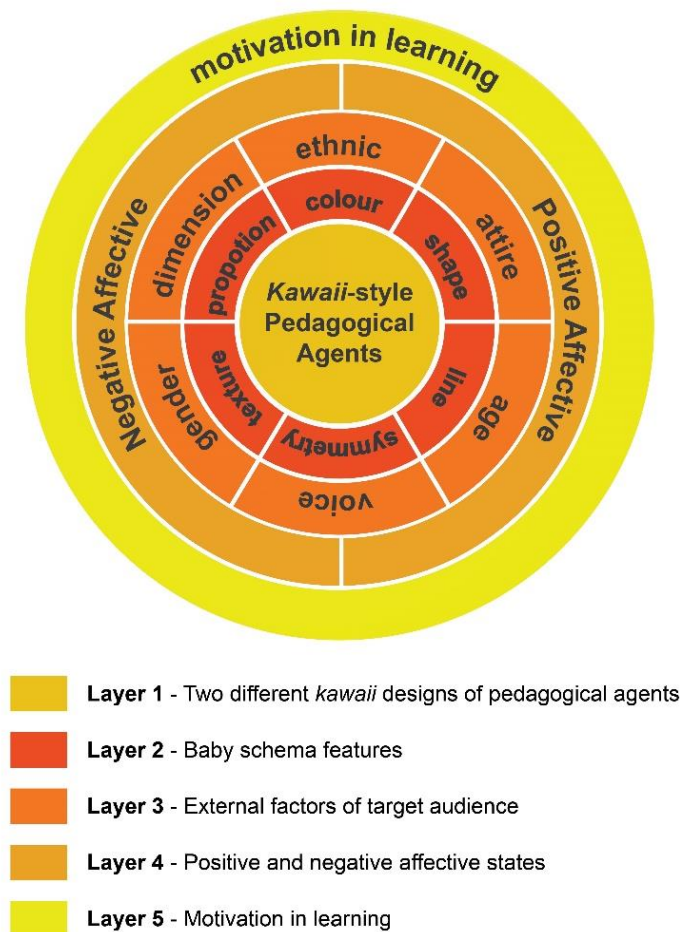 motivation in learning
Negative Affective
Positive Affective
ethnic
attire
age
voice
gender
dimension
colour
shape
line
symmetry
texture
propotion
Kawaii-style
Pedagogical
Agents
Layer 1 - Two different kawaii designs of pedagogical agents
Layer 2 - Baby schema features
Layer 3 - External factors of target audience
Layer 4 - Positive and negative affective states
Layer 5 - Motivation in learning